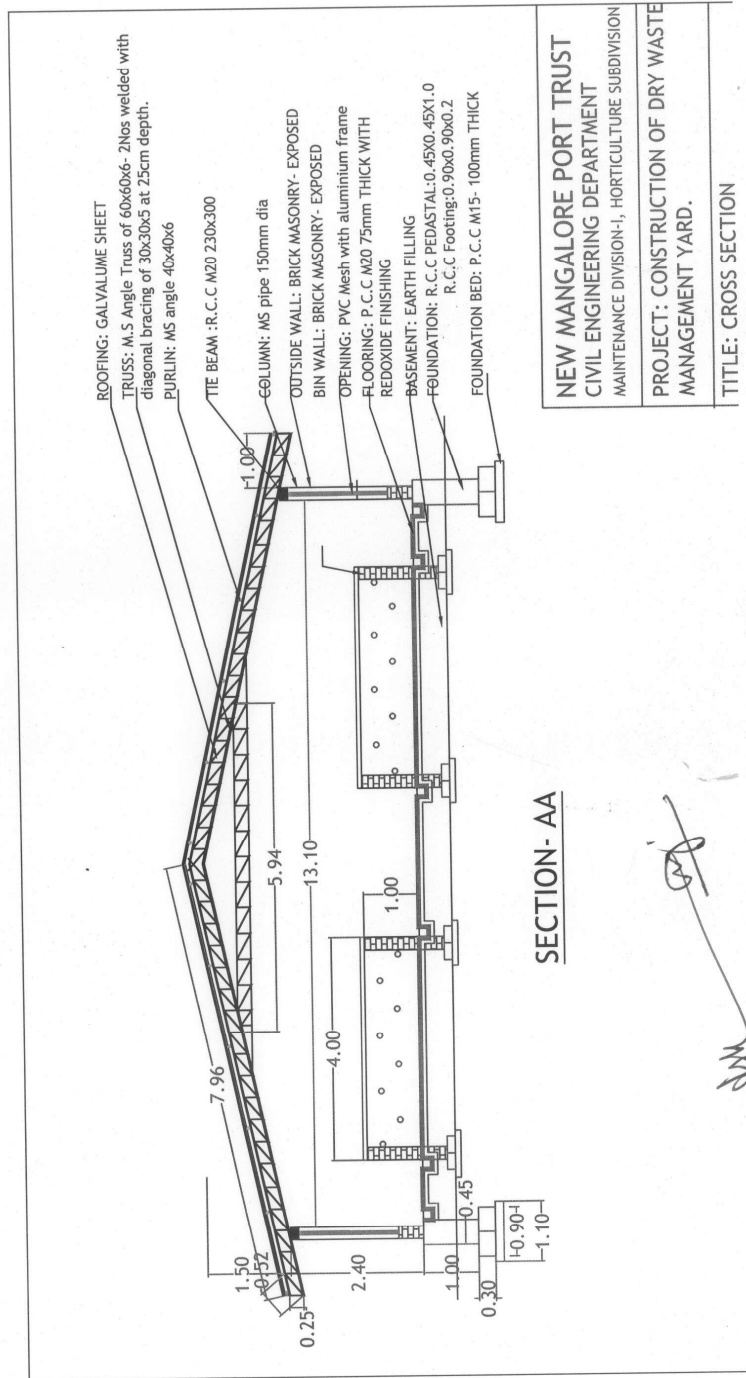 ROOFING: GALVALUME SHEET
TRUSS: M.S Angle Truss of 60x60x6- 2Nos welded with
diagonal bracing of 30x30x5 at 25cm depth.
PURLIN: MS angle 40x40x6
TIE BEAM :R.C.C M20 230x300
COLUMN: MS pipe 150mm dia
OUTSIDE WALL: BRICK MASONRY- EXPOSED
BIN WALL: BRICK MASONRY- EXPOSED
OPENING: PVC Mesh with aluminium frame
FLOORING: P.C.C M20 75mm THICK WITH
REDOXIDE FINISHING
BASEMENT: EARTH FILLING
FOUNDATION: R.C.C PEDASTAL:0.45X0.45X1.0
R.C.C Footing:0.90x0.90x0.2
FOUNDATION BED: P.C.C M15- 100mm THICK
1.00
7.96
5.94
13.10
1.50
0.52
0.25
2.40
4.00
1.00
1.00
0.45
0.30
0.90
1.10
SECTION- AA
NEW MANGALORE PORT TRUST
CIVIL ENGINEERING DEPARTMENT
MAINTENANCE DIVISION-I, HORTICULTURE SUBDIVISION
PROJECT: CONSTRUCTION OF DRY WASTE
MANAGEMENT YARD.
TITLE: CROSS SECTION